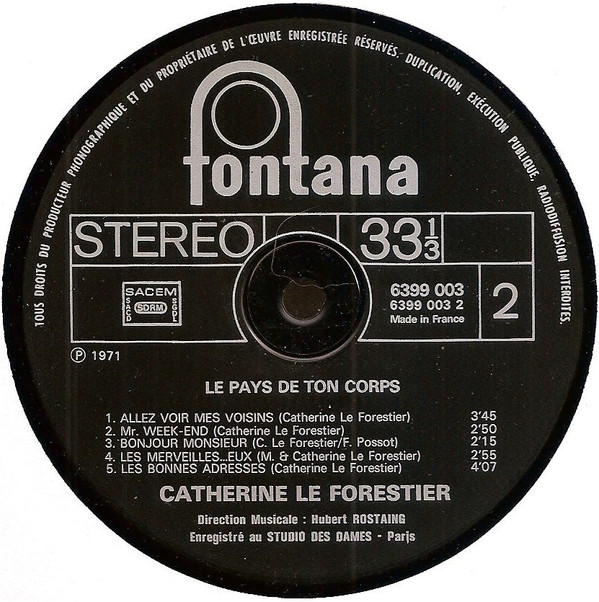 TOUS DROITS DU PRODUCTEUR PHONOGRAPHIQUE ET DU PROPRIÉTAIRE DE L'ŒUVRE ENREGISTRÉE RÉSERVÉS. DUPLICATION, EXÉCUTION PUBLIQUE, RADIODIFFUSION INTERDITES.
fontana
STEREO 33 1/3
SACEM
SACD SDRM SGDL
6399 003
6399 003 2
Made in France
2
Ⓟ 1971
LE PAYS DE TON CORPS
1. ALLEZ VOIR MES VOISINS (Catherine Le Forestier) 3'45
2. Mr. WEEK-END (Catherine Le Forestier) 2'50
3. BONJOUR MONSIEUR (C. Le Forestier/F. Possot) 2'15
4. LES MERVEILLES...EUX (M. & Catherine Le Forestier) 2'55
5. LES BONNES ADRESSES (Catherine Le Forestier) 4'07
CATHERINE LE FORESTIER
Direction Musicale : Hubert ROSTAING
Enregistré au STUDIO DES DAMES - Paris